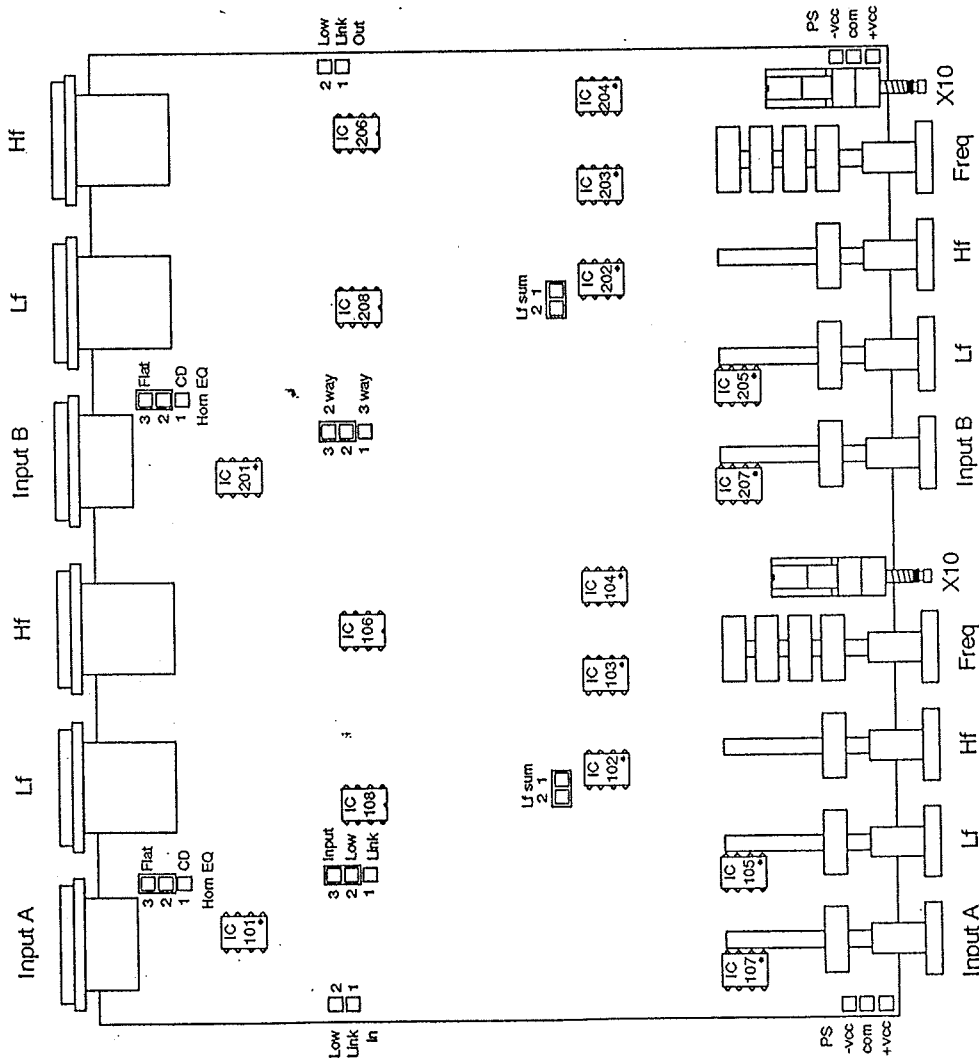 Input A
Lf
Hf
Input B
Lf
Hf
Low
Link
Out
2
1
3
2
1
Flat
CD
Horn EQ
3
2
1
Flat
CD
Horn EQ
IC
101
IC
201
Low
Link
In
2
1
3
2
1
Input
Low
Link
IC
108
IC
106
3
2
1
2 way
3 way
IC
208
IC
206
Lf sum
2 1
Lf sum
2 1
IC
102
IC
103
IC
104
IC
202
IC
203
IC
204
IC
107
IC
105
IC
207
IC
205
PS
-vcc
com
+vcc
PS
-vcc
com
+vcc
Input A
Lf
Hf
Freq
X10
Input B
Lf
Hf
Freq
X10